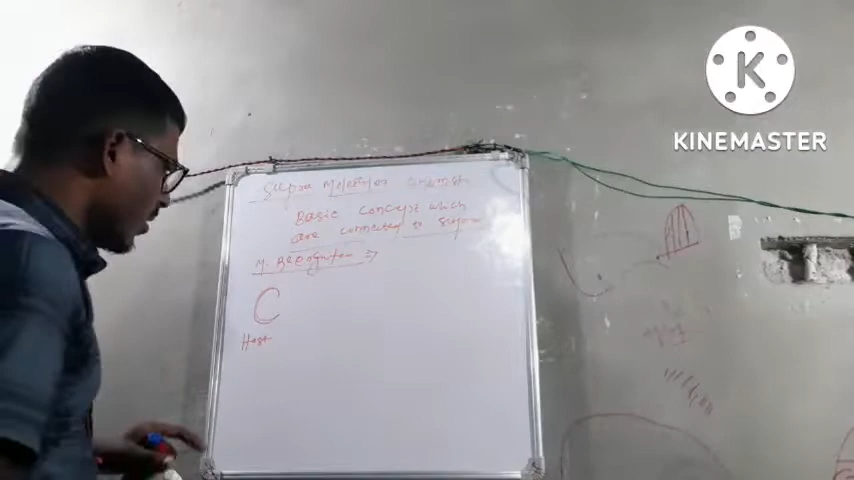 Supra Molecular Chemistry
Basic concept which
are connected to supra
M. Recognition ⇒
C
Host
K
KINEMASTER